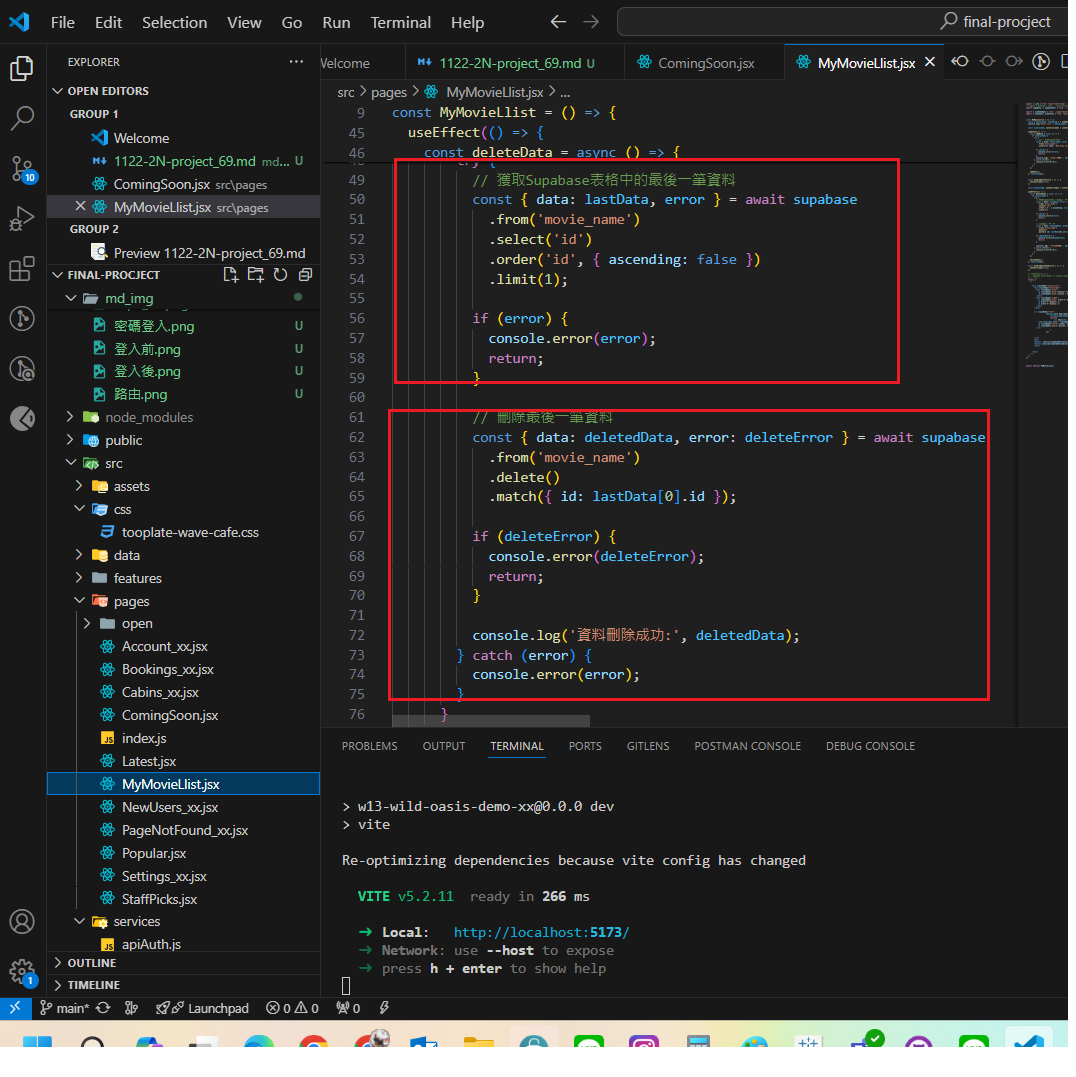 File Edit Selection View Go Run Terminal Help
final-procject
EXPLORER
OPEN EDITORS
GROUP 1
Welcome
1122-2N-project_69.md md... U
ComingSoon.jsx src\pages
MyMovieLlist.jsx src\pages
GROUP 2
Preview 1122-2N-project_69.md
FINAL-PROCJECT
md_img
密碼登入.png U
登入前.png U
登入後.png U
路由.png U
node_modules
public
src
assets
css
tooplate-wave-cafe.css
data
features
pages
open
Account_xx.jsx
Bookings_xx.jsx
Cabins_xx.jsx
ComingSoon.jsx
index.js
Latest.jsx
MyMovieLlist.jsx
NewUsers_xx.jsx
PageNotFound_xx.jsx
Popular.jsx
Settings_xx.jsx
StaffPicks.jsx
services
apiAuth.js
OUTLINE
TIMELINE
10
1
Welcome
1122-2N-project_69.md U
ComingSoon.jsx
MyMovieLlist.jsx
src > pages > MyMovieLlist.jsx > ...
9 const MyMovieLlist = () => {
45 useEffect(() => {
46 const deleteData = async () => {
49 // 獲取Supabase表格中的最後一筆資料
50 const { data: lastData, error } = await supabase
51 .from('movie_name')
52 .select('id')
53 .order('id', { ascending: false })
54 .limit(1);
55
56 if (error) {
57 console.error(error);
58 return;
59 }
60
61 // 刪除最後一筆資料
62 const { data: deletedData, error: deleteError } = await supabase
63 .from('movie_name')
64 .delete()
65 .match({ id: lastData[0].id });
66
67 if (deleteError) {
68 console.error(deleteError);
69 return;
70 }
71
72 console.log('資料刪除成功:', deletedData);
73 } catch (error) {
74 console.error(error);
75 }
76 }
PROBLEMS OUTPUT TERMINAL PORTS GITLENS POSTMAN CONSOLE DEBUG CONSOLE
> w13-wild-oasis-demo-xx@0.0.0 dev
> vite
Re-optimizing dependencies because vite config has changed
VITE v5.2.11 ready in 266 ms
➜ Local: http://localhost:5173/
➜ Network: use --host to expose
➜ press h + enter to show help
main* Launchpad 0 0 0